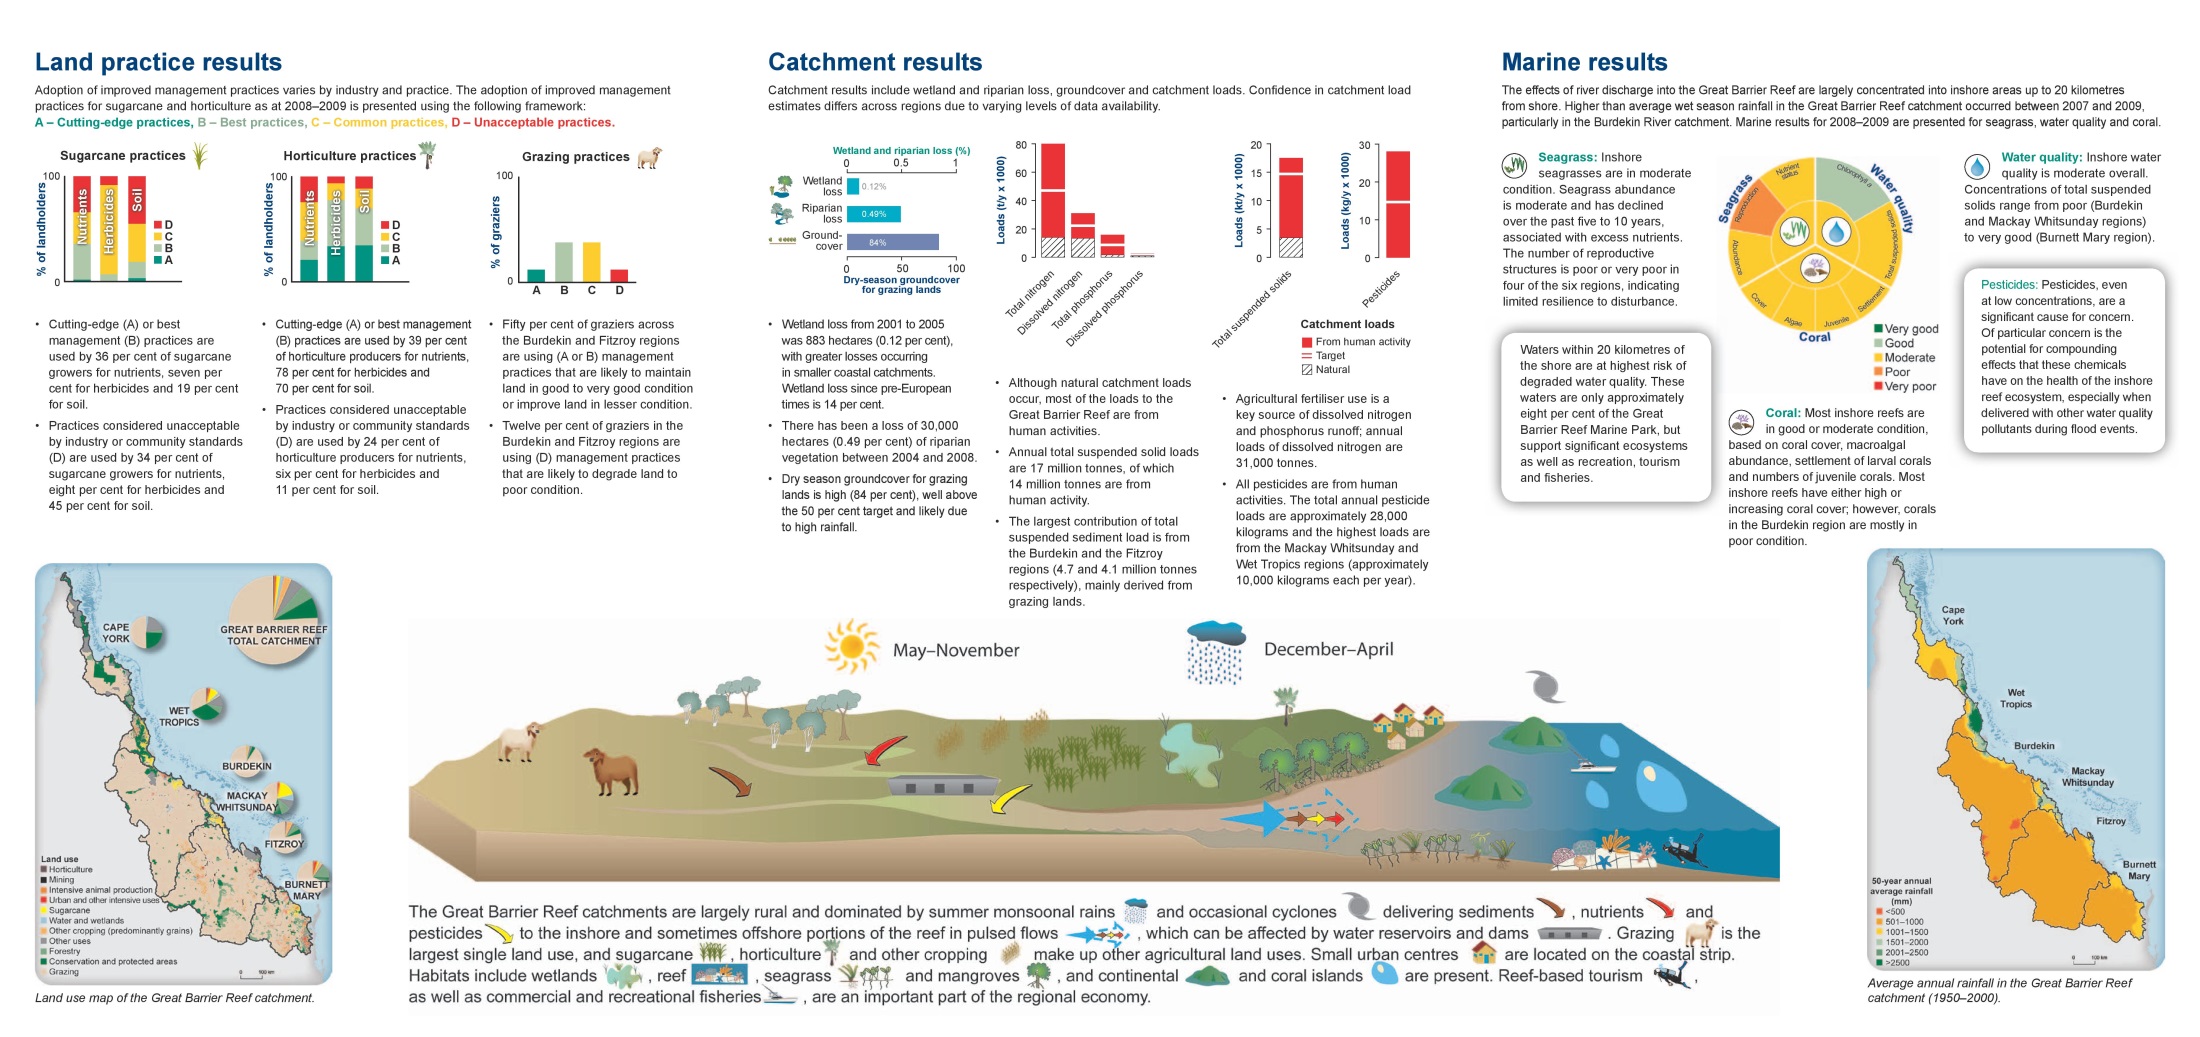 Land practice results
Adoption of improved management practices varies by industry and practice. The adoption of improved management
practices for sugarcane and horticulture as at 2008–2009 is presented using the following framework:
A – Cutting-edge practices, B – Best practices, C – Common practices, D – Unacceptable practices.
Sugarcane practices
% of landholders
100
0
Nutrients
Herbicides
Soil
D
C
B
A
Horticulture practices
% of landholders
100
0
Nutrients
Herbicides
Soil
D
C
B
A
Grazing practices
% of graziers
100
0
A B C D
• Cutting-edge (A) or best
management (B) practices are
used by 36 per cent of sugarcane
growers for nutrients, seven per
cent for herbicides and 19 per cent
for soil.
• Practices considered unacceptable
by industry or community standards
(D) are used by 34 per cent of
sugarcane growers for nutrients,
eight per cent for herbicides and
45 per cent for soil.
• Cutting-edge (A) or best management
(B) practices are used by 39 per cent
of horticulture producers for nutrients,
78 per cent for herbicides and
70 per cent for soil.
• Practices considered unacceptable
by industry or community standards
(D) are used by 24 per cent of
horticulture producers for nutrients,
six per cent for herbicides and
11 per cent for soil.
• Fifty per cent of graziers across
the Burdekin and Fitzroy regions
are using (A or B) management
practices that are likely to maintain
land in good to very good condition
or improve land in lesser condition.
• Twelve per cent of graziers in the
Burdekin and Fitzroy regions are
using (D) management practices
that are likely to degrade land to
poor condition.
Catchment results
Catchment results include wetland and riparian loss, groundcover and catchment loads. Confidence in catchment load
estimates differs across regions due to varying levels of data availability.
Wetland and riparian loss (%)
0 0.5 1
Wetland
loss
0.12%
Riparian
loss
0.49%
Ground-
cover
84%
0 50 100
Dry-season groundcover
for grazing lands
Loads (t/y x 1000)
80
60
40
20
0
Total nitrogen
Dissolved nitrogen
Total phosphorus
Dissolved phosphorus
Loads (kt/y x 1000)
20
15
10
5
0
Total suspended solids
Loads (kg/y x 1000)
30
20
10
0
Pesticides
Catchment loads
From human activity
Target
Natural
• Wetland loss from 2001 to 2005
was 883 hectares (0.12 per cent),
with greater losses occurring
in smaller coastal catchments.
Wetland loss since pre-European
times is 14 per cent.
• There has been a loss of 30,000
hectares (0.49 per cent) of riparian
vegetation between 2004 and 2008.
• Dry season groundcover for grazing
lands is high (84 per cent), well above
the 50 per cent target and likely due
to high rainfall.
• Although natural catchment loads
occur, most of the loads to the
Great Barrier Reef are from
human activities.
• Annual total suspended solid loads
are 17 million tonnes, of which
14 million tonnes are from
human activity.
• The largest contribution of total
suspended sediment load is from
the Burdekin and the Fitzroy
regions (4.7 and 4.1 million tonnes
respectively), mainly derived from
grazing lands.
• Agricultural fertiliser use is a
key source of dissolved nitrogen
and phosphorus runoff; annual
loads of dissolved nitrogen are
31,000 tonnes.
• All pesticides are from human
activities. The total annual pesticide
loads are approximately 28,000
kilograms and the highest loads are
from the Mackay Whitsunday and
Wet Tropics regions (approximately
10,000 kilograms each per year).
Marine results
The effects of river discharge into the Great Barrier Reef are largely concentrated into inshore areas up to 20 kilometres
from shore. Higher than average wet season rainfall in the Great Barrier Reef catchment occurred between 2007 and 2009,
particularly in the Burdekin River catchment. Marine results for 2008–2009 are presented for seagrass, water quality and coral.
Seagrass: Inshore
seagrasses are in moderate
condition. Seagrass abundance
is moderate and has declined
over the past five to 10 years,
associated with excess nutrients.
The number of reproductive
structures is poor or very poor in
four of the six regions, indicating
limited resilience to disturbance.
Waters within 20 kilometres of
the shore are at highest risk of
degraded water quality. These
waters are only approximately
eight per cent of the Great
Barrier Reef Marine Park, but
support significant ecosystems
as well as recreation, tourism
and fisheries.
Seagrass
Water quality
Coral
Nutrient status
Chlorophyll a
Reproduction
Total suspended solids
Abundance
Cover
Algae
Juvenile
Settlement
Very good
Good
Moderate
Poor
Very poor
Coral: Most inshore reefs are
in good or moderate condition,
based on coral cover, macroalgal
abundance, settlement of larval corals
and numbers of juvenile corals. Most
inshore reefs have either high or
increasing coral cover; however, corals
in the Burdekin region are mostly in
poor condition.
Water quality: Inshore water
quality is moderate overall.
Concentrations of total suspended
solids range from poor (Burdekin
and Mackay Whitsunday regions)
to very good (Burnett Mary region).
Pesticides: Pesticides, even
at low concentrations, are a
significant cause for concern.
Of particular concern is the
potential for compounding
effects that these chemicals
have on the health of the inshore
reef ecosystem, especially when
delivered with other water quality
pollutants during flood events.
GREAT BARRIER REEF
TOTAL CATCHMENT
CAPE
YORK
WET
TROPICS
BURDEKIN
MACKAY
WHITSUNDAY
FITZROY
BURNETT
MARY
Land use
Horticulture
Mining
Intensive animal production
Urban and other intensive uses
Sugarcane
Water and wetlands
Other cropping (predominantly grains)
Other uses
Forestry
Conservation and protected areas
Grazing
0 100 km
Land use map of the Great Barrier Reef catchment.
May–November
December–April
The Great Barrier Reef catchments are largely rural and dominated by summer monsoonal rains and occasional cyclones delivering sediments , nutrients and
pesticides to the inshore and sometimes offshore portions of the reef in pulsed flows , which can be affected by water reservoirs and dams . Grazing is the
largest single land use, and sugarcane , horticulture and other cropping make up other agricultural land uses. Small urban centres are located on the coastal strip.
Habitats include wetlands , reef , seagrass and mangroves , and continental and coral islands are present. Reef-based tourism ,
as well as commercial and recreational fisheries , are an important part of the regional economy.
Cape
York
Wet
Tropics
Burdekin
Mackay
Whitsunday
Fitzroy
Burnett
Mary
50-year annual
average rainfall
(mm)
<500
501–1000
1001–1500
1501–2000
2001–2500
>2500
0 100 km
Average annual rainfall in the Great Barrier Reef
catchment (1950–2000).